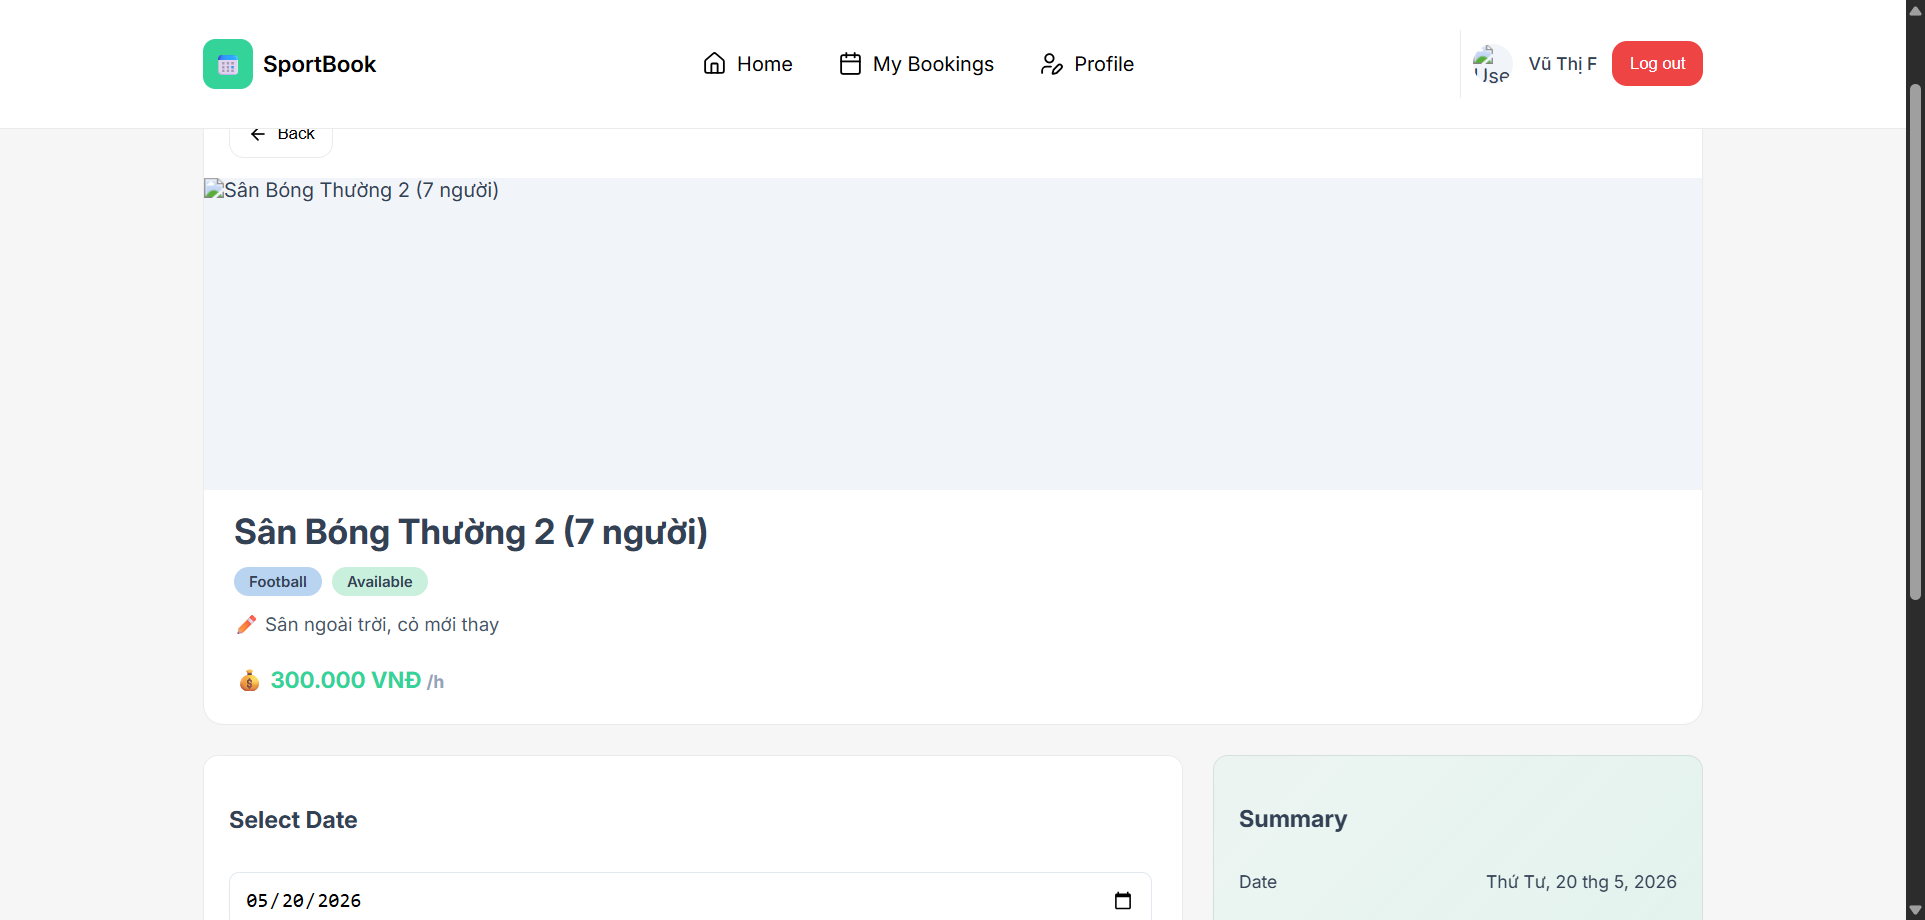 SportBook
Home
My Bookings
Profile
Use
Vũ Thị F
Log out
Back
Sân Bóng Thường 2 (7 người)
Sân Bóng Thường 2 (7 người)
Football
Available
Sân ngoài trời, cỏ mới thay
300.000 VNĐ /h
Select Date
05/20/2026
Summary
Date
Thứ Tư, 20 thg 5, 2026